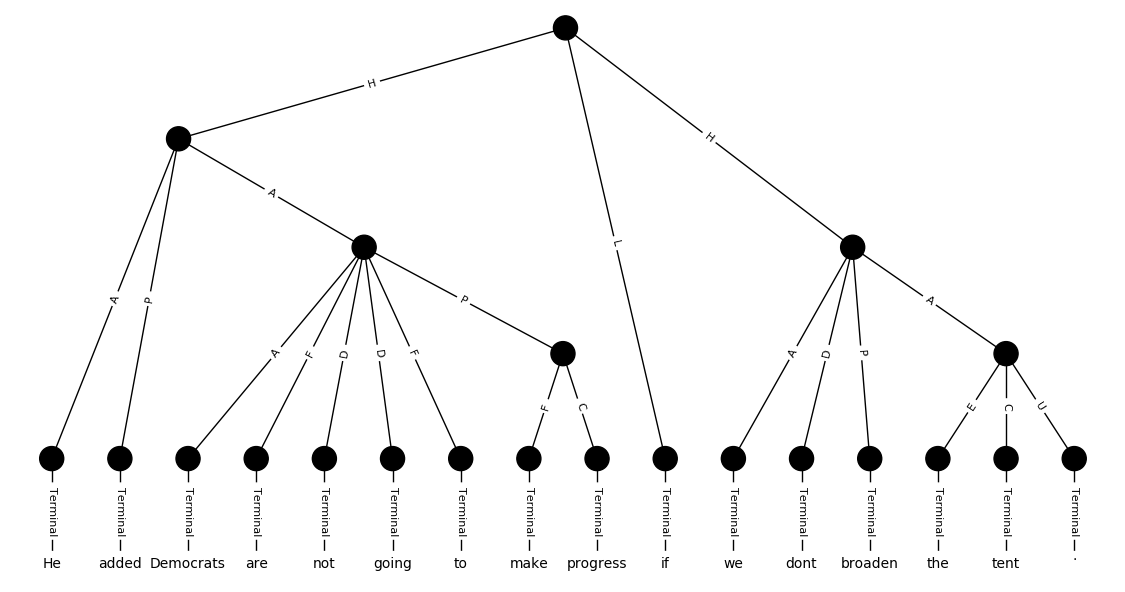 H
H
A
L
A
P
P
A
A
F
D
D
F
A
D
P
F
C
E
C
U
Terminal Terminal Terminal Terminal Terminal Terminal Terminal Terminal Terminal Terminal Terminal Terminal Terminal Terminal Terminal Terminal
He added Democrats are not going to make progress if we dont broaden the tent .